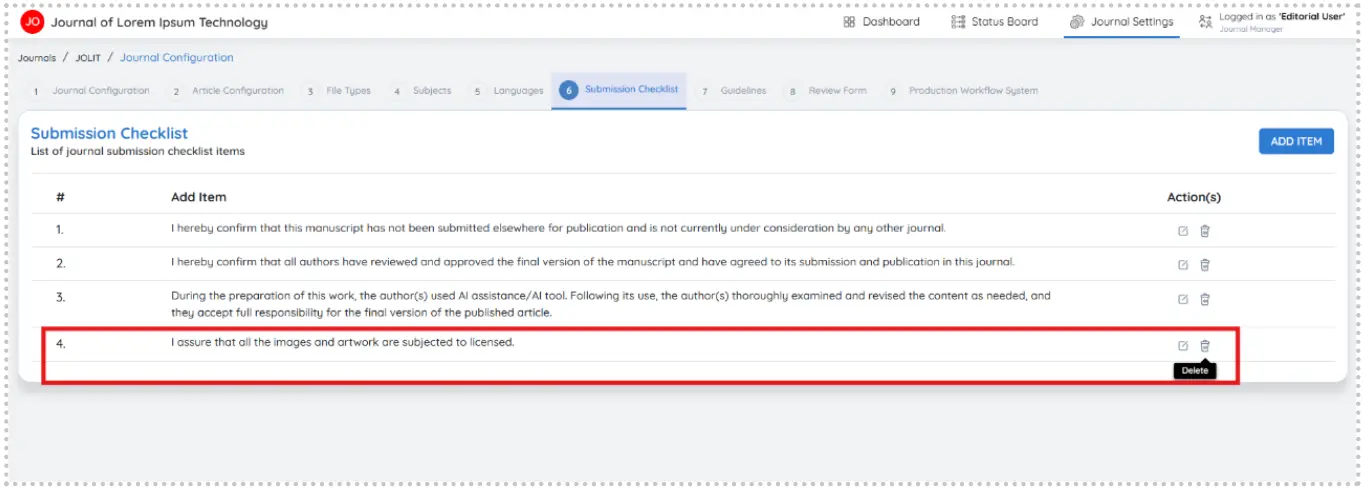 JO Journal of Lorem Ipsum Technology
Dashboard
Status Board
Journal Settings
Logged in as 'Editorial User'
Journal Manager
Journals / JOLIT / Journal Configuration
1 Journal Configuration
2 Article Configuration
3 File Types
4 Subjects
5 Languages
6 Submission Checklist
7 Guidelines
8 Review Form
9 Production Workflow System
Submission Checklist
List of journal submission checklist items
ADD ITEM
# Add Item Action(s)
1. I hereby confirm that this manuscript has not been submitted elsewhere for publication and is not currently under consideration by any other journal.
2. I hereby confirm that all authors have reviewed and approved the final version of the manuscript and have agreed to its submission and publication in this journal.
3. During the preparation of this work, the author(s) used AI assistance/AI tool. Following its use, the author(s) thoroughly examined and revised the content as needed, and
they accept full responsibility for the final version of the published article.
4. I assure that all the images and artwork are subjected to licensed.
Delete